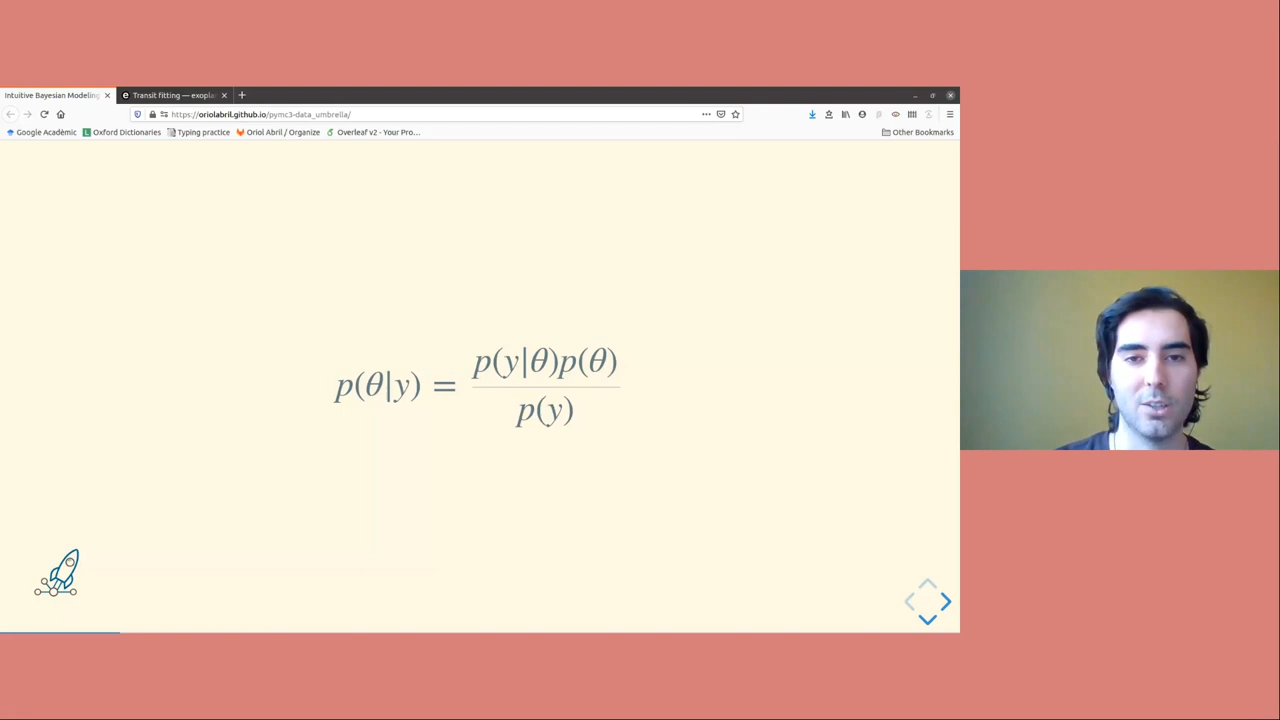 Intuitive Bayesian Modeling
Transit fitting — exopla
https://oriolabril.github.io/pymc3-data_umbrella/
Google Acadèmic Oxford Dictionaries Typing practice Oriol Abril / Organize Overleaf v2 - Your Pro… Other Bookmarks
p(θ|y) = p(y|θ)p(θ)
p(y)